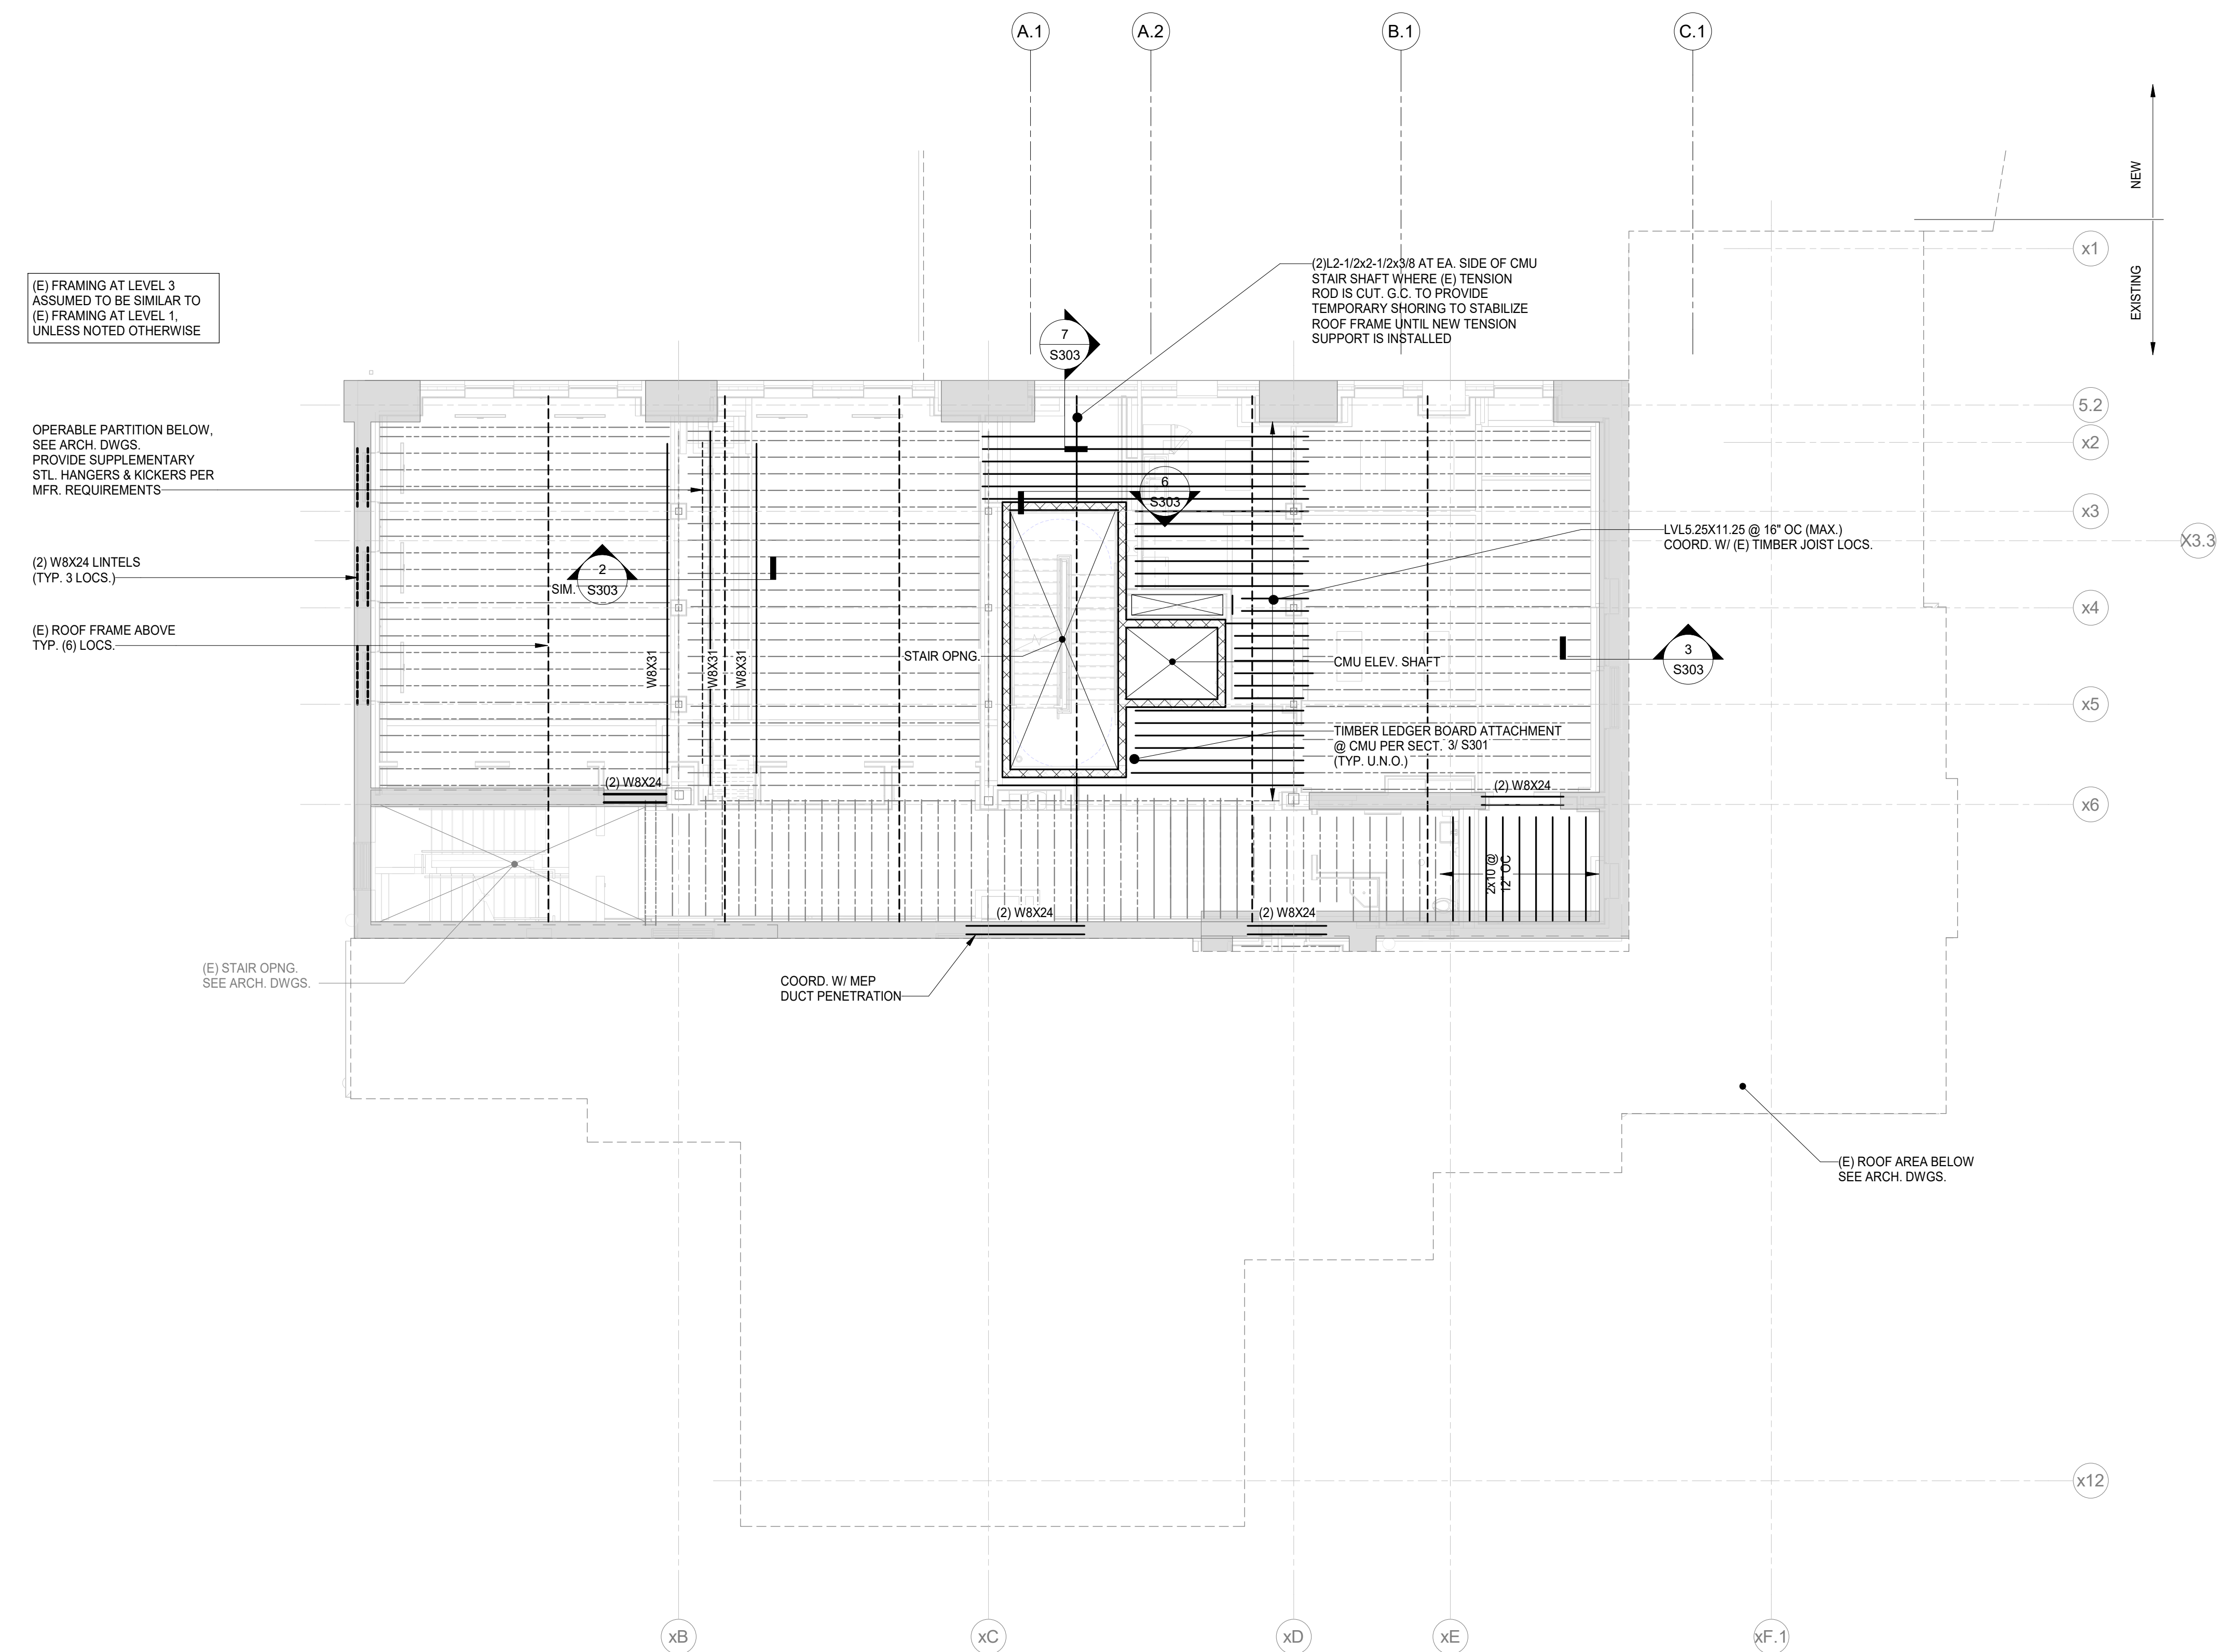 A.1
A.2
B.1
C.1
NEW
EXISTING
x1
5.2
x2
x3
X3.3
x4
x5
x6
x12
(E) FRAMING AT LEVEL 3
ASSUMED TO BE SIMILAR TO
(E) FRAMING AT LEVEL 1,
UNLESS NOTED OTHERWISE
(2)L2-1/2x2-1/2x3/8 AT EA. SIDE OF CMU
STAIR SHAFT WHERE (E) TENSION
ROD IS CUT. G.C. TO PROVIDE
TEMPORARY SHORING TO STABILIZE
ROOF FRAME UNTIL NEW TENSION
SUPPORT IS INSTALLED
7
S303
OPERABLE PARTITION BELOW,
SEE ARCH. DWGS.
PROVIDE SUPPLEMENTARY
STL. HANGERS & KICKERS PER
MFR. REQUIREMENTS
6
S303
LVL5.25X11.25 @ 16" OC (MAX.)
COORD. W/ (E) TIMBER JOIST LOCS.
(2) W8X24 LINTELS
(TYP. 3 LOCS.)
2
S303
SIM.
(E) ROOF FRAME ABOVE
TYP. (6) LOCS.
W8X31
W8X31
W8X31
STAIR OPNG.
CMU ELEV. SHAFT
3
S303
TIMBER LEDGER BOARD ATTACHMENT
@ CMU PER SECT. 3/ S301
(TYP. U.N.O.)
(2) W8X24
(2) W8X24
2x10 @
12" OC
(2) W8X24
(2) W8X24
(E) STAIR OPNG.
SEE ARCH. DWGS.
COORD. W/ MEP
DUCT PENETRATION
(E) ROOF AREA BELOW
SEE ARCH. DWGS.
xB
xC
xD
xE
xF.1